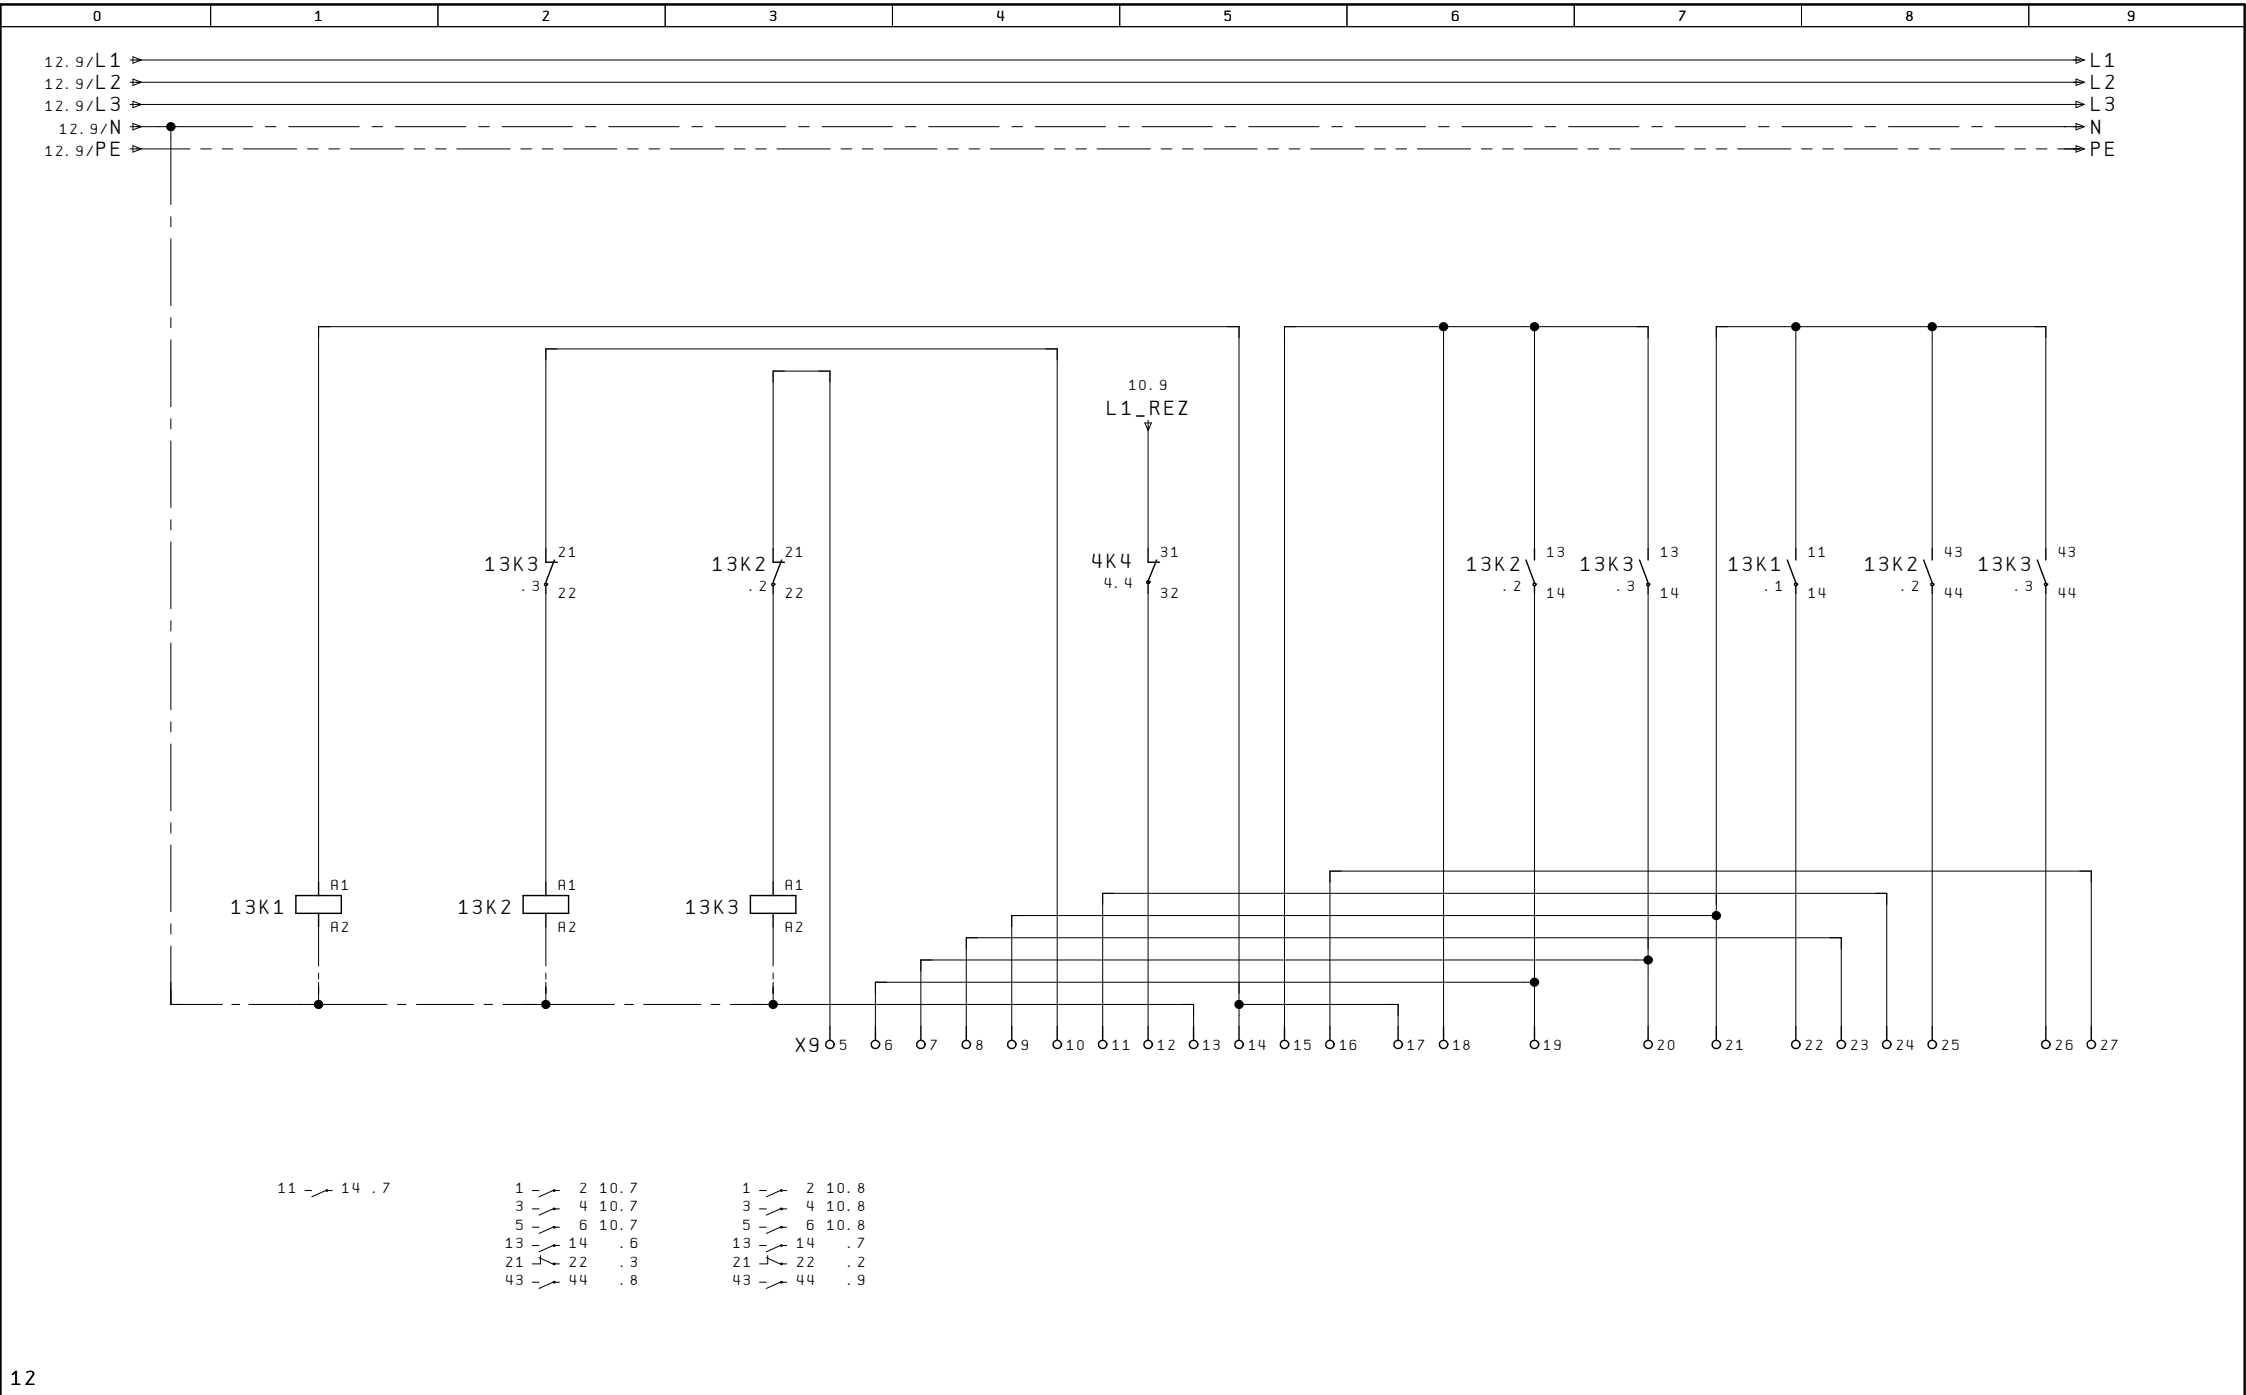 0 1 2 3 4 5 6 7 8 9
12.9/L1 L1
12.9/L2 L2
12.9/L3 L3
12.9/N N
12.9/PE PE
10.9
L1_REZ
21 21 31 13 13 11 43 43
13K3 13K2 4K4 13K2 13K3 13K1 13K2 13K3
.3 .2 4.4 .2 .3 .1 .2 .3
22 22 32 14 14 14 44 44
A1 A1 A1
13K1 13K2 13K3
A2 A2 A2
X9 5 6 7 8 9 10 11 12 13 14 15 16 17 18 19 20 21 22 23 24 25 26 27
11 14 .7 1 2 10.7 1 2 10.8
3 4 10.7 3 4 10.8
5 6 10.7 5 6 10.8
13 14 .6 13 14 .7
21 22 .3 21 22 .2
43 44 .8 43 44 .9
12